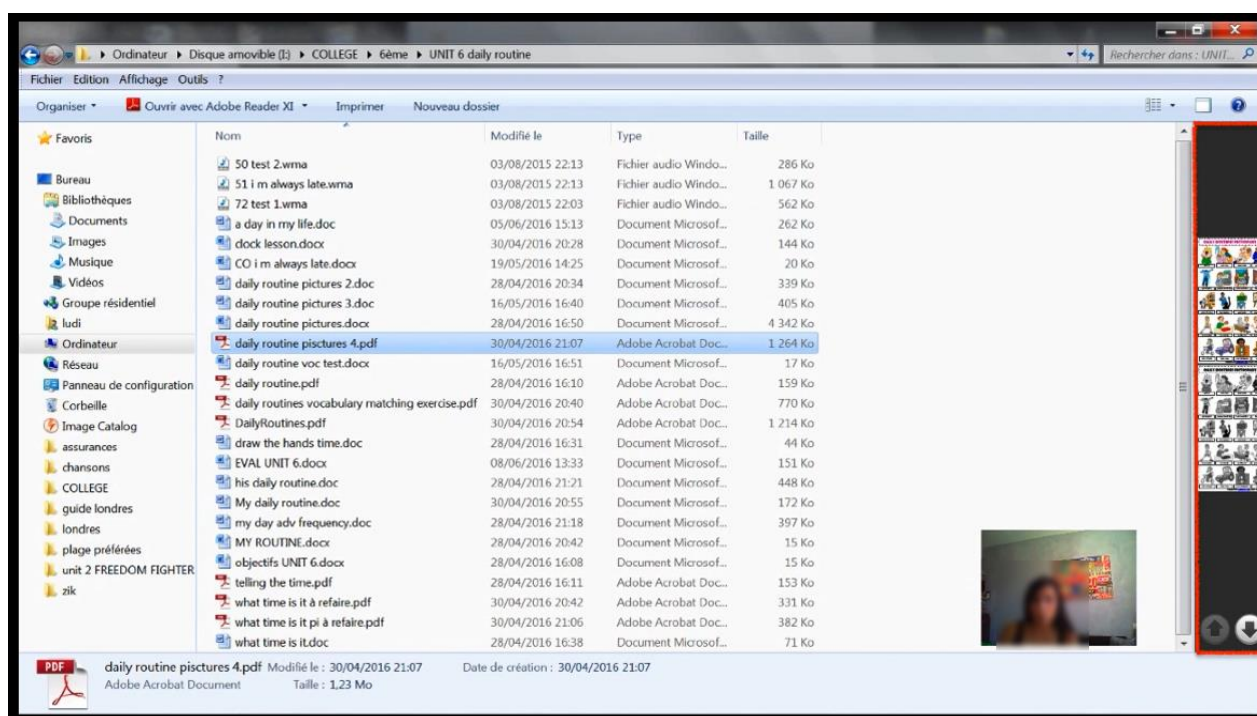 Ordinateur ▸ Disque amovible (I:) ▸ COLLEGE ▸ 6ème ▸ UNIT 6 daily routine
Rechercher dans : UNIT...
Fichier Edition Affichage Outils ?
Organiser Ouvrir avec Adobe Reader XI Imprimer Nouveau dossier
Favoris
Bureau
Bibliothèques
Documents
Images
Musique
Vidéos
Groupe résidentiel
ludi
Ordinateur
Réseau
Panneau de configuration
Corbeille
Image Catalog
assurances
chansons
COLLEGE
guide londres
londres
plage préférées
unit 2 FREEDOM FIGHTER
zik
Nom Modifié le Type Taille
50 test 2.wma 03/08/2015 22:13 Fichier audio Windo... 286 Ko
51 i m always late.wma 03/08/2015 22:13 Fichier audio Windo... 1 067 Ko
72 test 1.wma 03/08/2015 22:03 Fichier audio Windo... 562 Ko
a day in my life.doc 05/06/2016 15:13 Document Microsof... 262 Ko
clock lesson.docx 30/04/2016 20:28 Document Microsof... 144 Ko
CO i m always late.docx 19/05/2016 14:25 Document Microsof... 20 Ko
daily routine pictures 2.doc 28/04/2016 20:34 Document Microsof... 339 Ko
daily routine pictures 3.doc 16/05/2016 16:40 Document Microsof... 405 Ko
daily routine pictures.docx 28/04/2016 16:50 Document Microsof... 4 342 Ko
daily routine pisctures 4.pdf 30/04/2016 21:07 Adobe Acrobat Doc... 1 264 Ko
daily routine voc test.docx 16/05/2016 16:51 Document Microsof... 17 Ko
daily routine.pdf 28/04/2016 16:10 Adobe Acrobat Doc... 159 Ko
daily routines vocabulary matching exercise.pdf 30/04/2016 20:40 Adobe Acrobat Doc... 770 Ko
DailyRoutines.pdf 30/04/2016 20:54 Adobe Acrobat Doc... 1 214 Ko
draw the hands time.doc 28/04/2016 16:31 Document Microsof... 44 Ko
EVAL UNIT 6.docx 08/06/2016 13:33 Document Microsof... 151 Ko
his daily routine.doc 28/04/2016 21:21 Document Microsof... 448 Ko
My daily routine.doc 30/04/2016 20:55 Document Microsof... 172 Ko
my day adv frequency.doc 28/04/2016 21:18 Document Microsof... 397 Ko
MY ROUTINE.docx 28/04/2016 20:42 Document Microsof... 15 Ko
objectifs UNIT 6.docx 28/04/2016 16:08 Document Microsof... 15 Ko
telling the time.pdf 28/04/2016 16:11 Adobe Acrobat Doc... 153 Ko
what time is it à refaire.pdf 30/04/2016 20:42 Adobe Acrobat Doc... 331 Ko
what time is it pi à refaire.pdf 30/04/2016 21:06 Adobe Acrobat Doc... 382 Ko
what time is it.doc 28/04/2016 16:38 Document Microsof... 71 Ko
PDF
daily routine pisctures 4.pdf Modifié le : 30/04/2016 21:07 Date de création : 30/04/2016 21:07
Adobe Acrobat Document Taille : 1,23 Mo